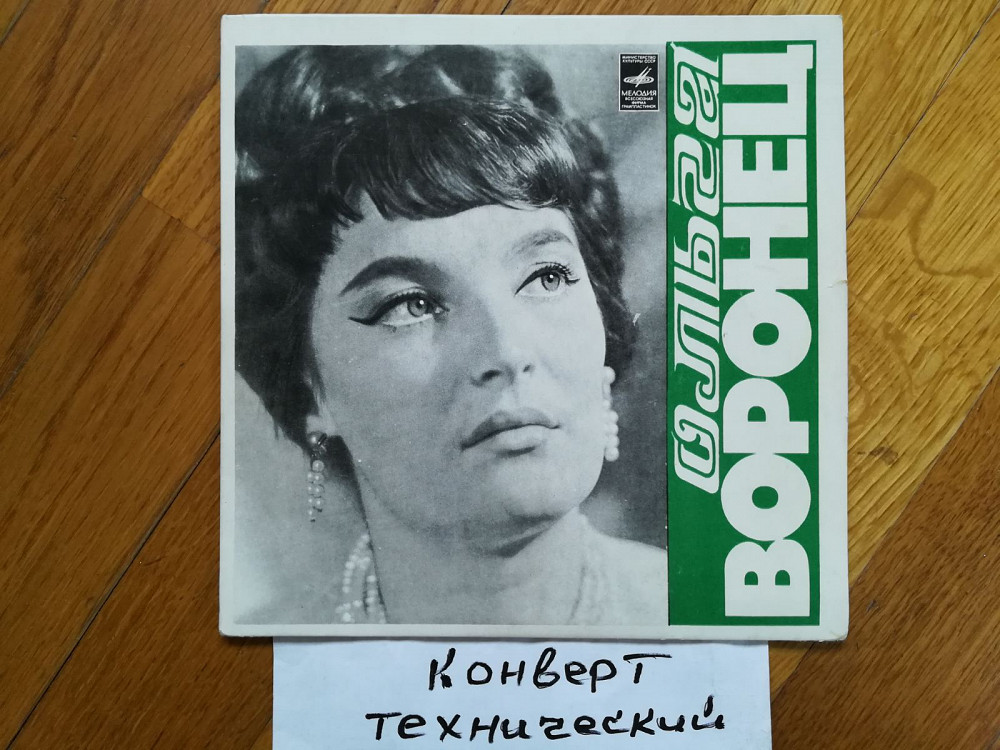 МИНИСТЕРСТВО
КУЛЬТУРЫ СССР
МЕЛОДИЯ
ВСЕСОЮЗНАЯ
ФИРМА
ГРАМПЛАСТИНОК
ольга
ВОРОНЕЦ
Конверт
технический